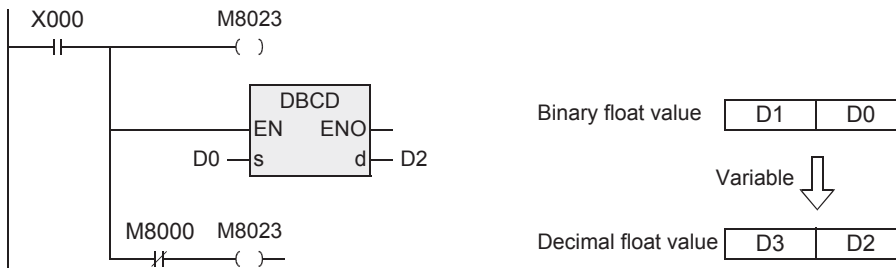 X000 M8023
DBCD
EN ENO
D0 s d D2
M8000 M8023
Binary float value D1 D0
Variable
Decimal float value D3 D2